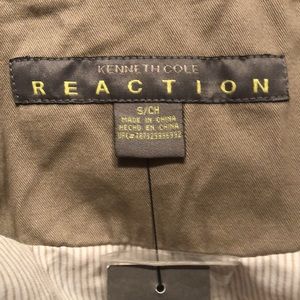 KENNETH COLE
REACTION
S/CH
MADE IN CHINA
HECHO EN CHINA